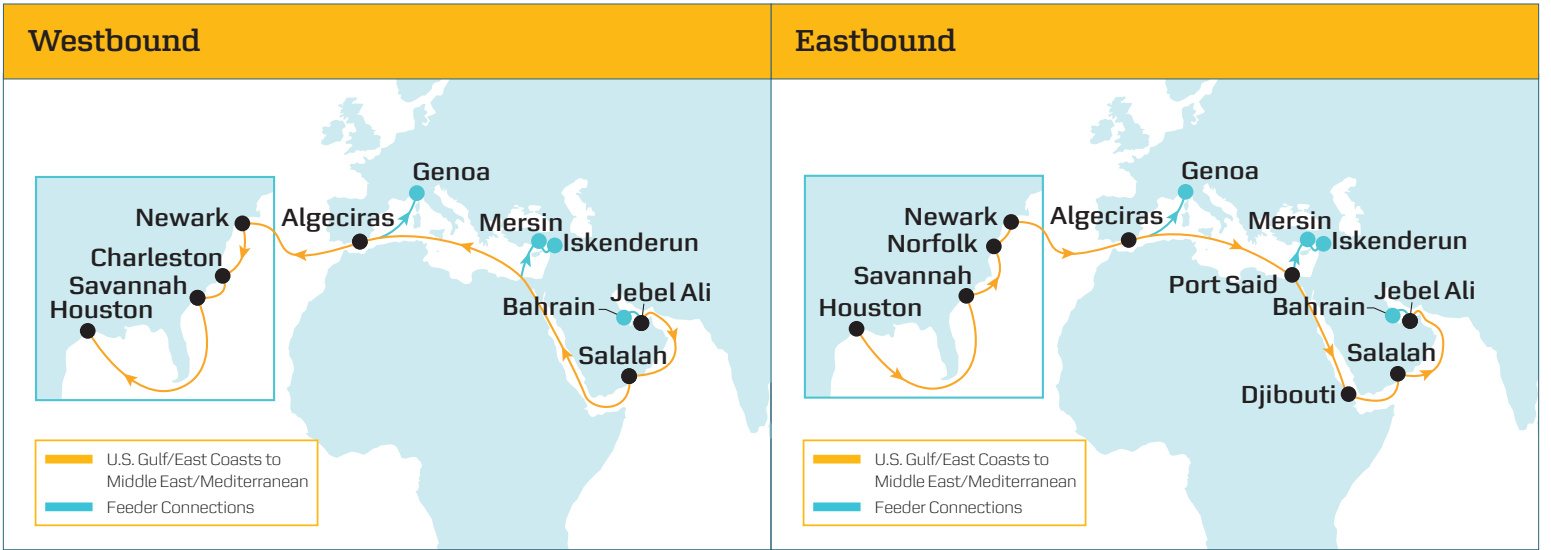 Westbound
Genoa
Newark
Algeciras
Mersin
Iskenderun
Charleston
Savannah
Houston
Bahrain
Jebel Ali
Salalah
U.S. Gulf/East Coasts to
Middle East/Mediterranean
Feeder Connections
Eastbound
Genoa
Newark
Algeciras
Mersin
Norfolk
Iskenderun
Savannah
Port Said
Houston
Bahrain
Jebel Ali
Salalah
Djibouti
U.S. Gulf/East Coasts to
Middle East/Mediterranean
Feeder Connections